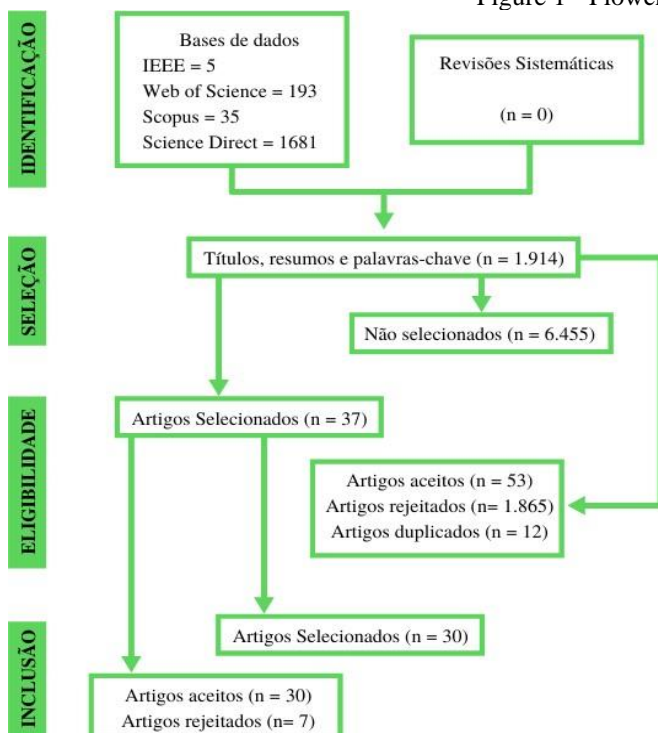 Figure 1 - Flower
IDENTIFICAÇÃO
Bases de dados
IEEE = 5
Web of Science = 193
Scopus = 35
Science Direct = 1681
Revisões Sistemáticas
(n = 0)
SELEÇÃO
Títulos, resumos e palavras-chave (n = 1.914)
Não selecionados (n = 6.455)
ELIGIBILIDADE
Artigos Selecionados (n = 37)
Artigos aceitos (n = 53)
Artigos rejeitados (n= 1.865)
Artigos duplicados (n = 12)
INCLUSÃO
Artigos Selecionados (n = 30)
Artigos aceitos (n = 30)
Artigos rejeitados (n= 7)